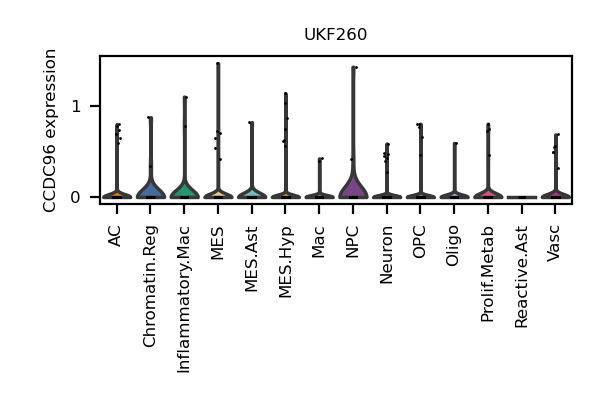 UKF260
CCDC96 expression
1
0
AC
Chromatin.Reg
Inflammatory.Mac
MES
MES.Ast
MES.Hyp
Mac
NPC
Neuron
OPC
Oligo
Prolif.Metab
Reactive.Ast
Vasc